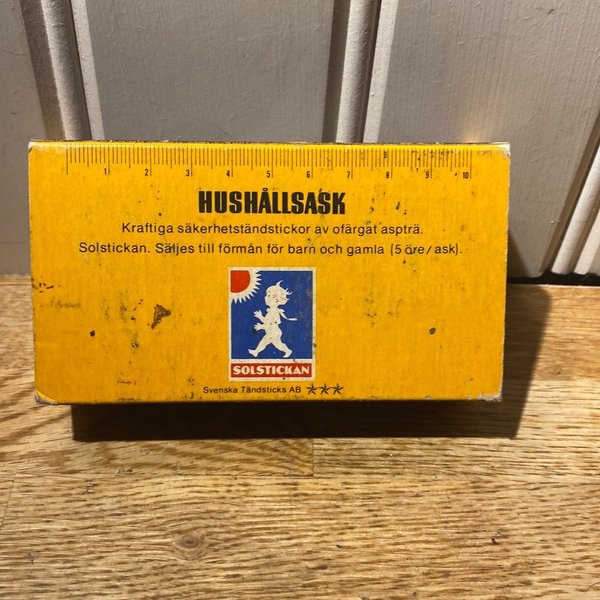 1 2 3 4 5 6 7 8 9 10
HUSHÅLLSASK
Kraftiga säkerhetständstickor av ofärgat aspträ.
Solstickan. Säljes till förmån för barn och gamla (5 öre/ask).
SOLSTICKAN
Svenska Tändsticks AB